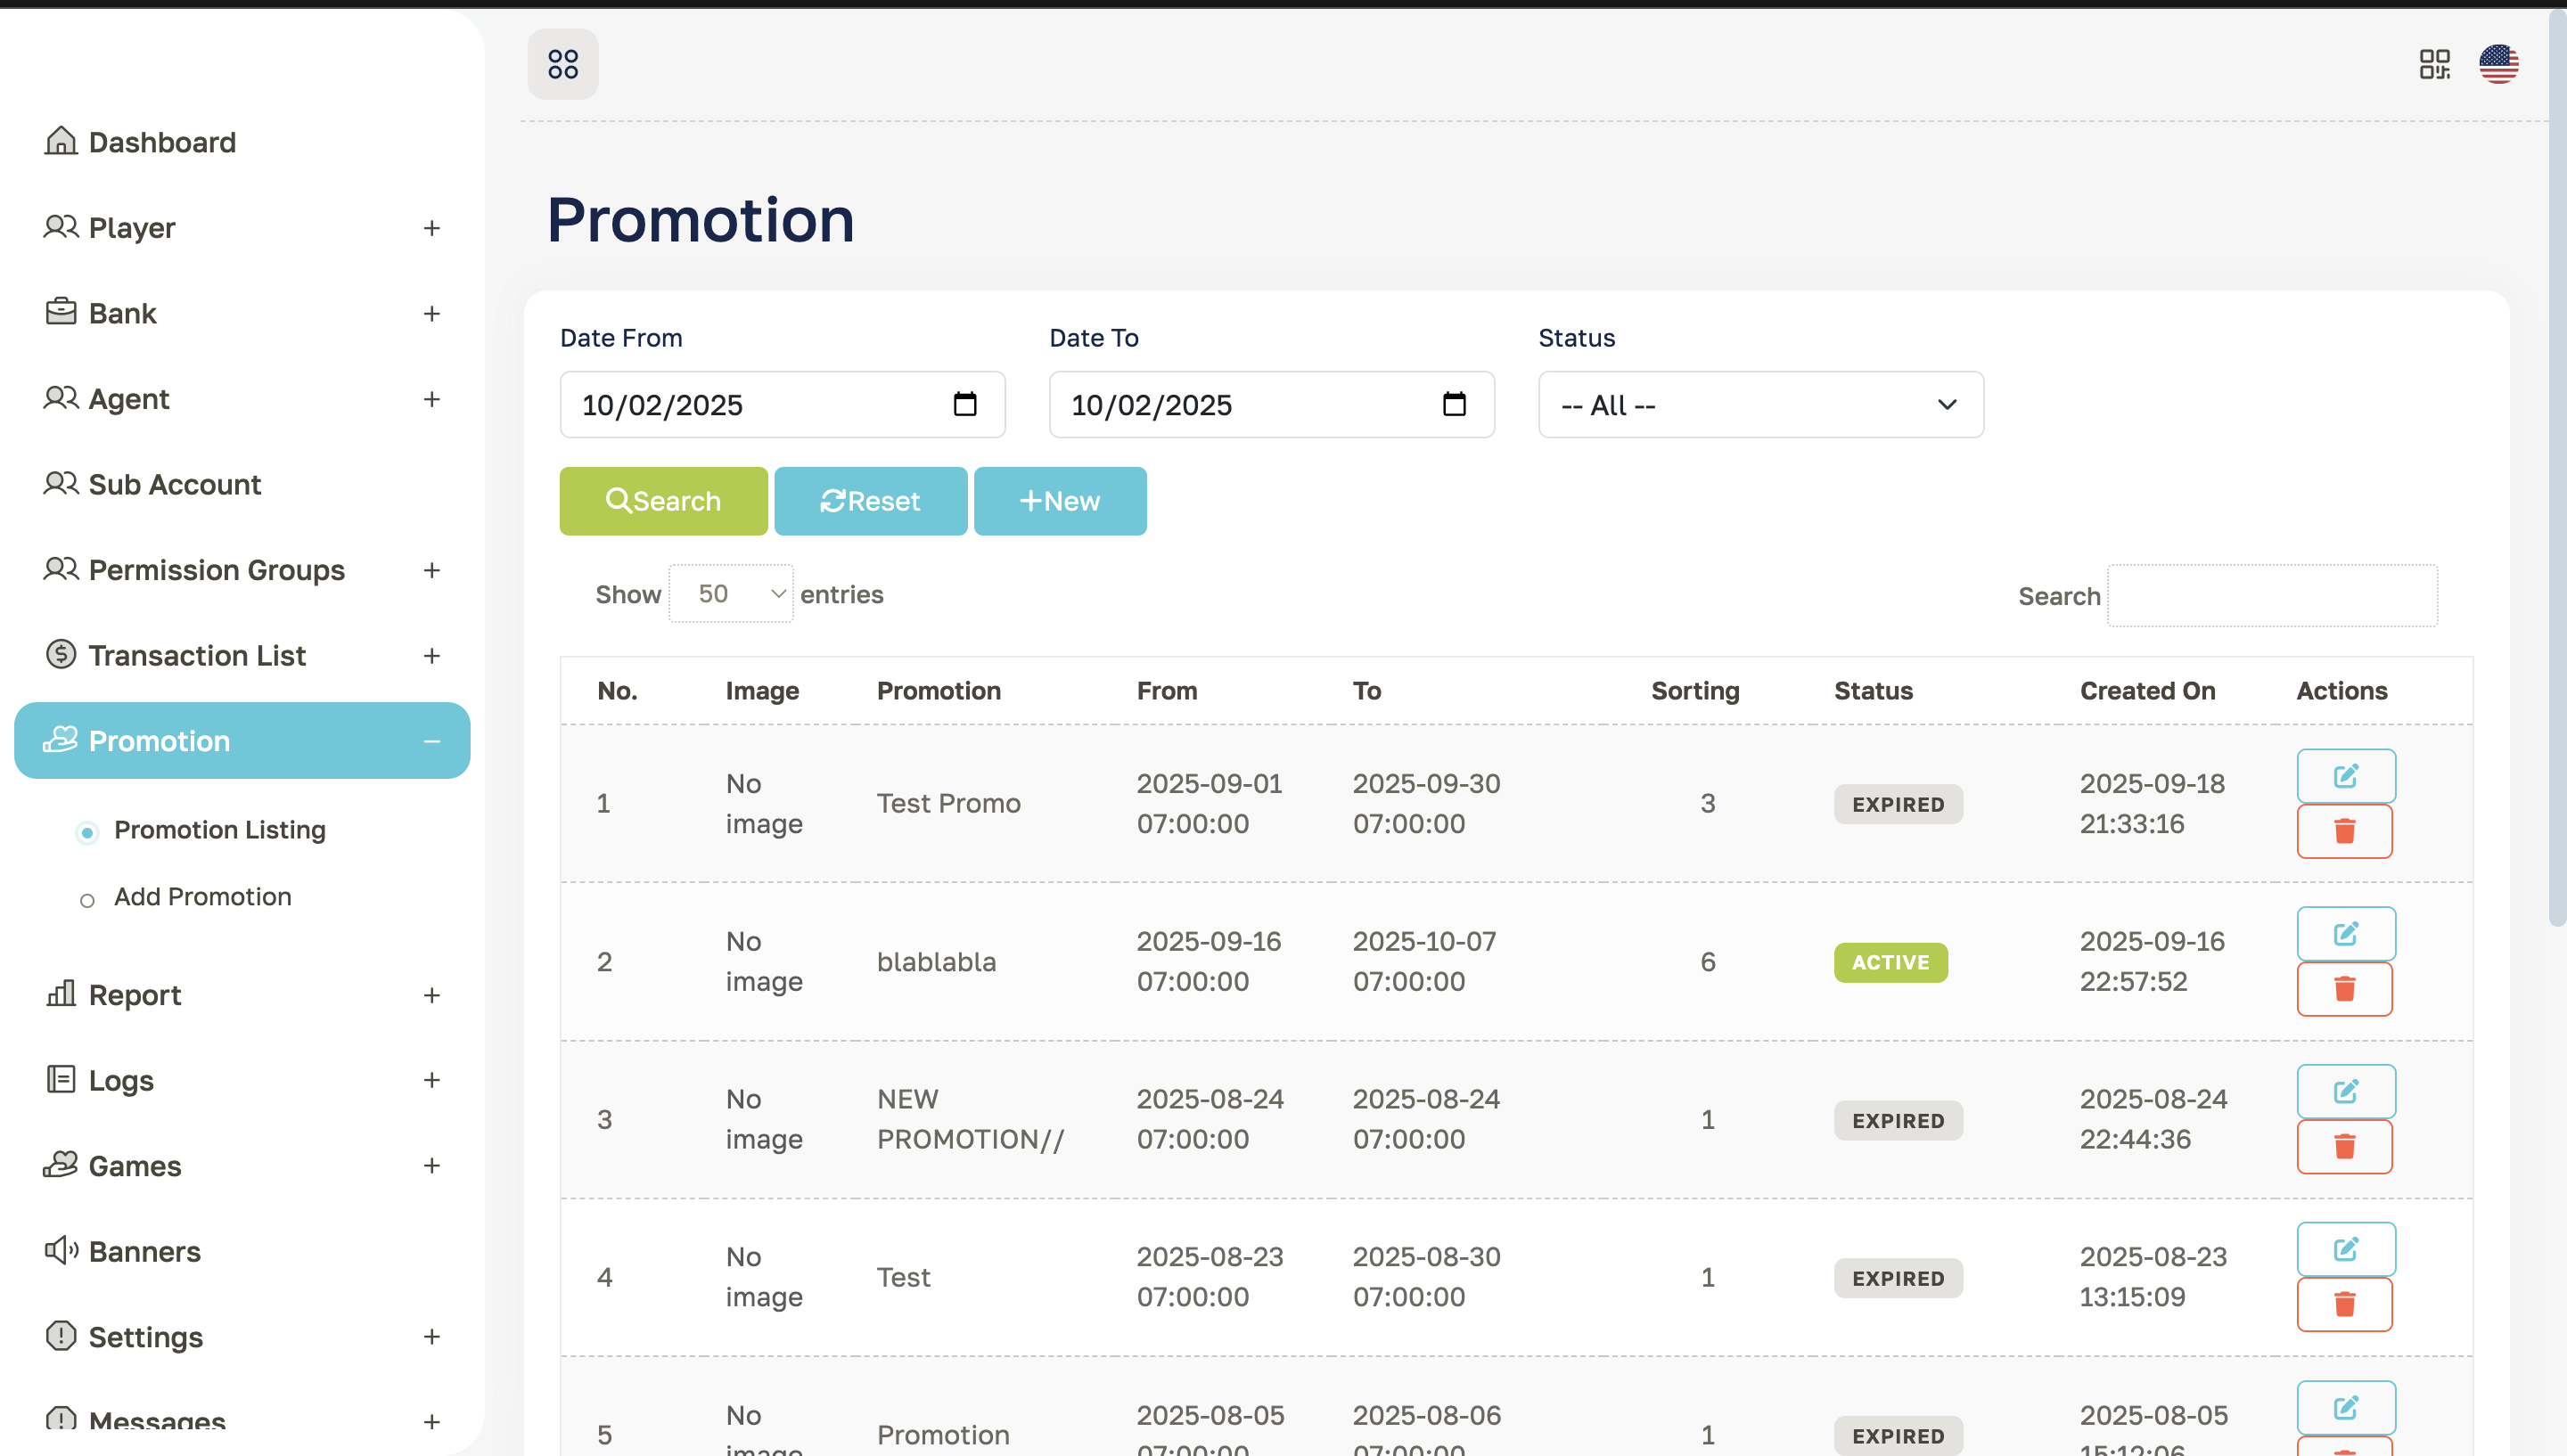 Dashboard
Player
Bank
Agent
Sub Account
Permission Groups
Transaction List
Promotion
Promotion Listing
Add Promotion
Report
Logs
Games
Banners
Settings
Messages
Promotion
Date From
Date To
Status
10/02/2025
10/02/2025
-- All --
Search
Reset
New
Show 50 entries
Search
No. Image Promotion From To Sorting Status Created On Actions
1 No image Test Promo 2025-09-01 07:00:00 2025-09-30 07:00:00 3 EXPIRED 2025-09-18 21:33:16
2 No image blablabla 2025-09-16 07:00:00 2025-10-07 07:00:00 6 ACTIVE 2025-09-16 22:57:52
3 No image NEW PROMOTION// 2025-08-24 07:00:00 2025-08-24 07:00:00 1 EXPIRED 2025-08-24 22:44:36
4 No image Test 2025-08-23 07:00:00 2025-08-30 07:00:00 1 EXPIRED 2025-08-23 13:15:09
5 No image Promotion 2025-08-05 07:00:00 2025-08-06 07:00:00 1 EXPIRED 2025-08-05